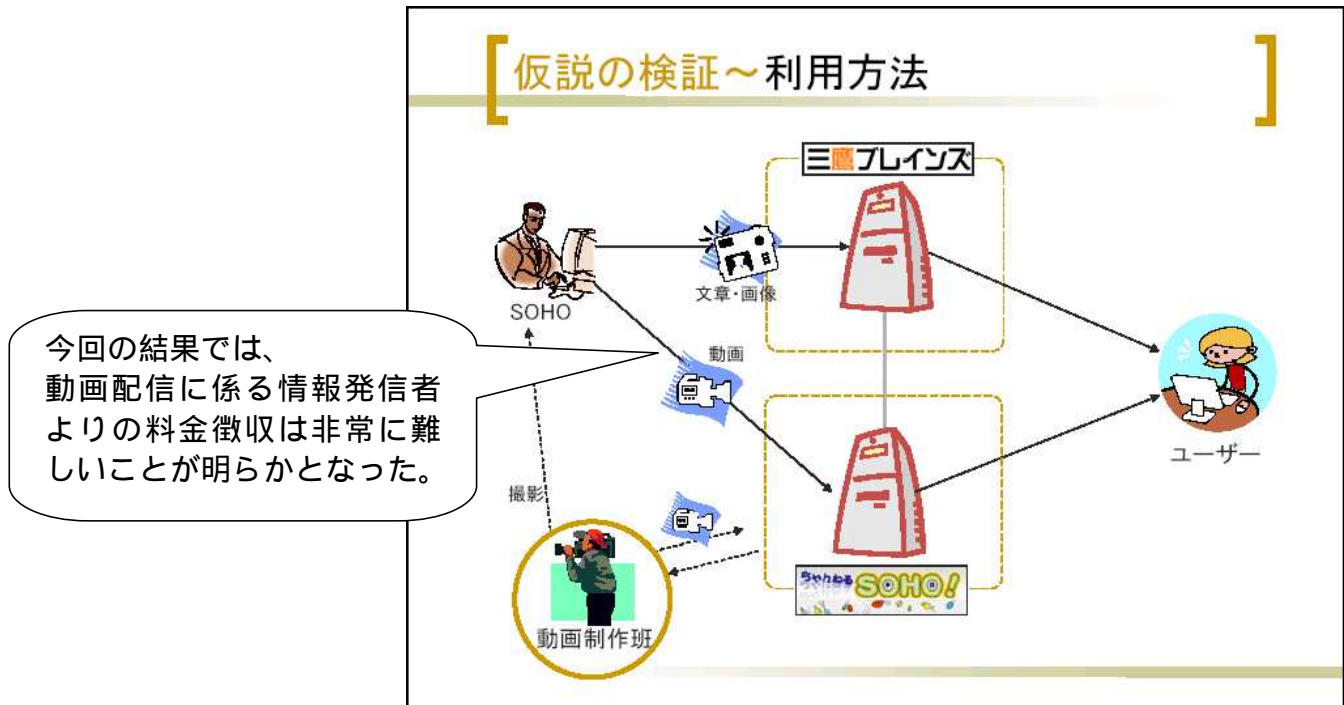 仮説の検証～利用方法
三鷹ブレインズ
文章・画像
SOHO
動画
今回の結果では、
動画配信に係る情報発信者
よりの料金徴収は非常に難
しいことが明らかとなった。
ユーザー
撮影
ちゃんねるSOHO!
動画制作班